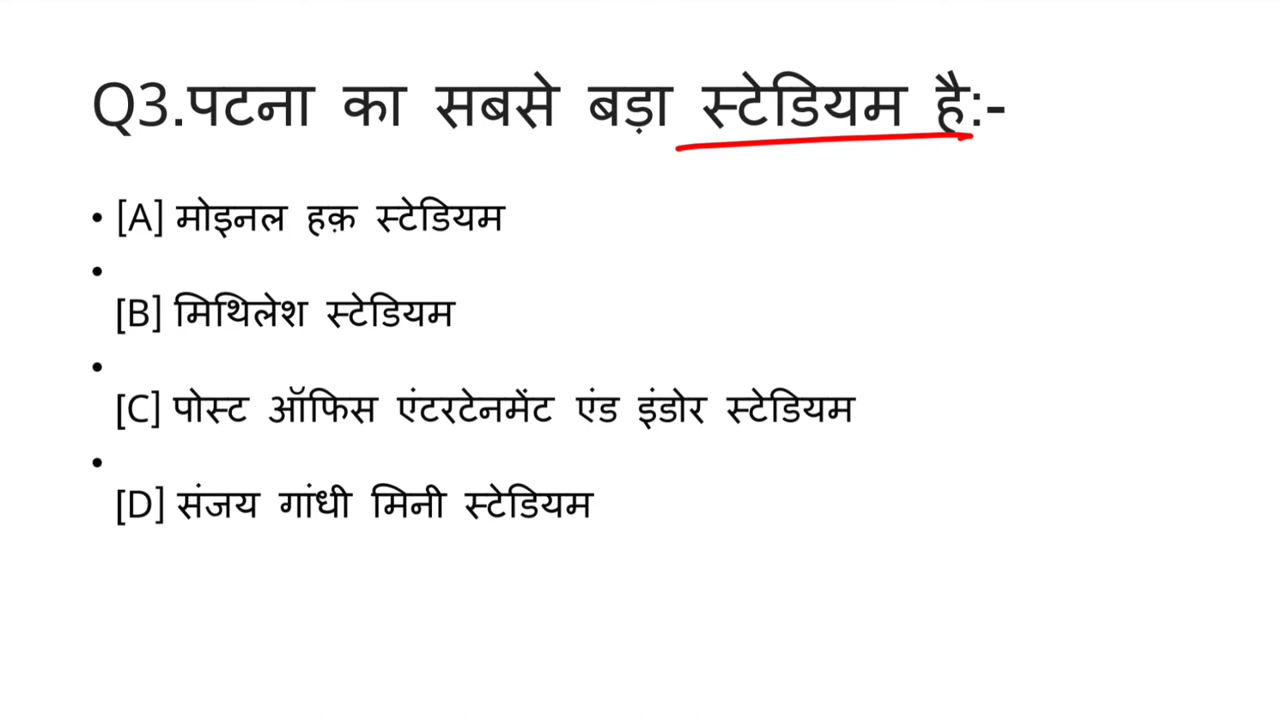 Q3.पटना का सबसे बड़ा स्टेडियम है:-
• [A] मोइनल हक़ स्टेडियम
•
[B] मिथिलेश स्टेडियम
•
[C] पोस्ट ऑफिस एंटरटेनमेंट एंड इंडोर स्टेडियम
•
[D] संजय गांधी मिनी स्टेडियम